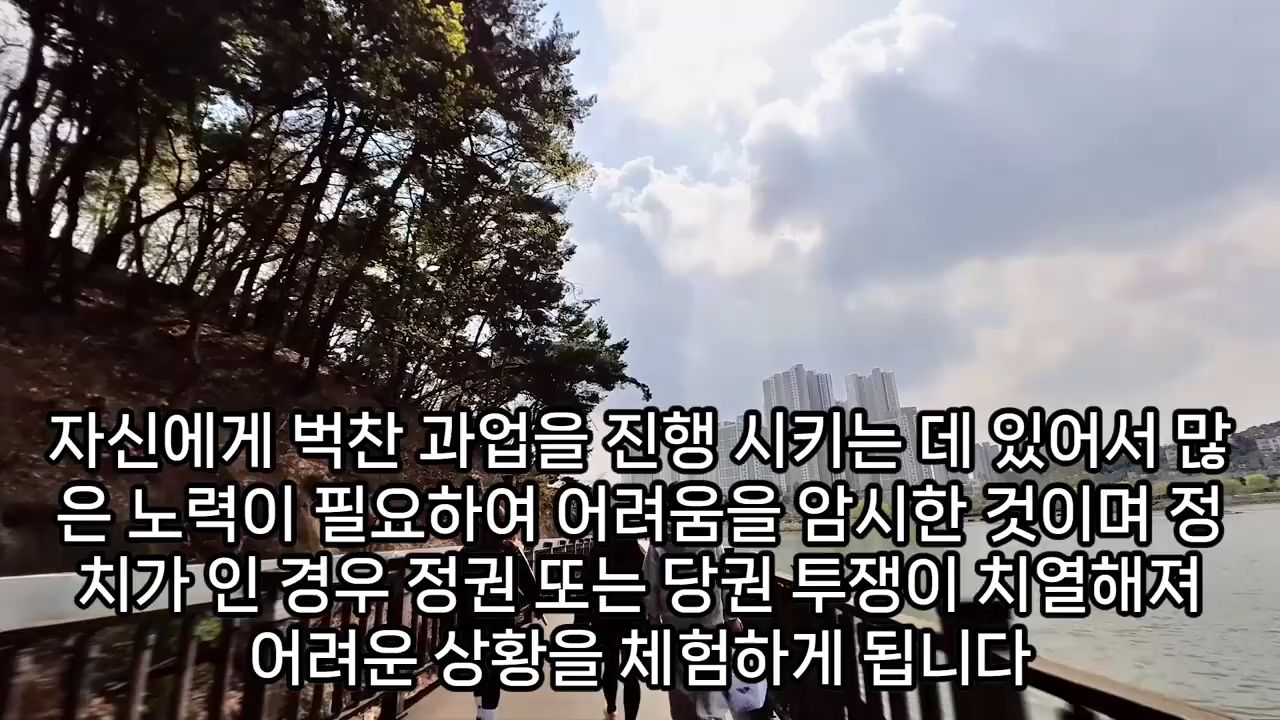 자신에게 벅찬 과업을 진행 시키는 데 있어서 많
은 노력이 필요하여 어려움을 암시한 것이며 정
치가 인 경우 정권 또는 당권 투쟁이 치열해져
어려운 상황을 체험하게 됩니다